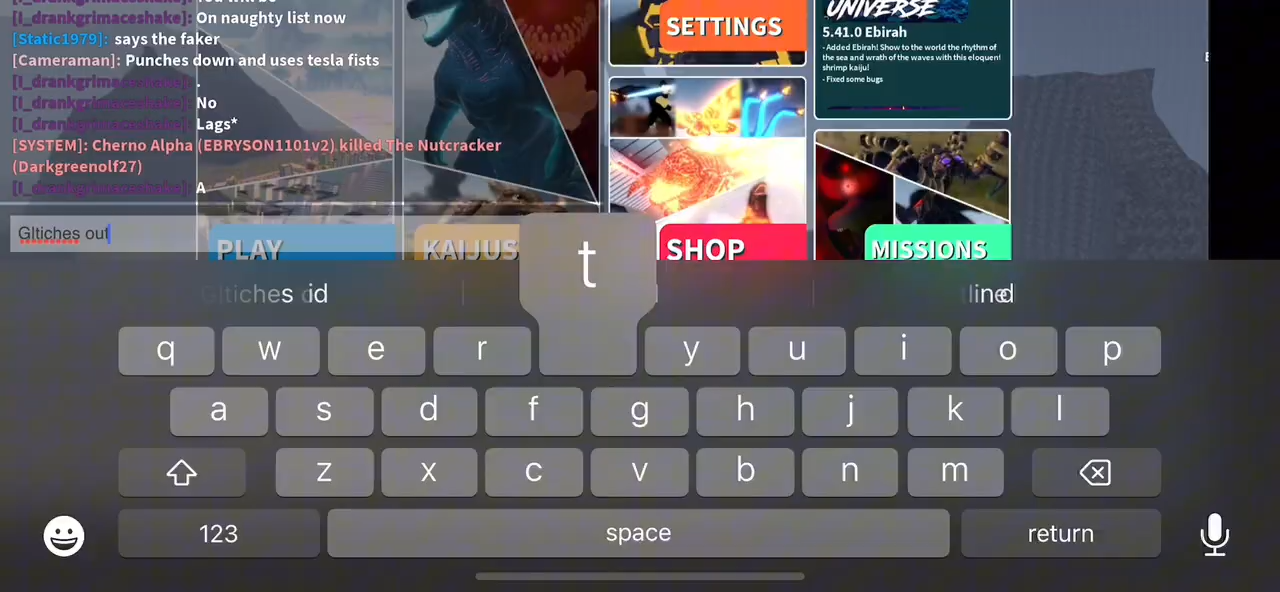 [I_drankgrimaceshake]: On naughty list now
[Static1979]: says the faker
[Cameraman]: Punches down and uses tesla fists
[I_drankgrimaceshake]: .
[I_drankgrimaceshake]: No
[I_drankgrimaceshake]: Lags*
[SYSTEM]: Cherno Alpha (EBRYSON1101v2) killed The Nutcracker
(Darkgreenolf27)
[I_drankgrimaceshake]: A
Gltiches out
PLAY
KAIJUS
SETTINGS
SHOP
UNIVERSE
5.41.0 Ebirah
- Added Ebirah! Show to the world the rhythm of
the sea and wrath of the waves with this eloquent
shrimp kaiju!
- Fixed some bugs
MISSIONS
t
q w e r y u i o p
a s d f g h j k l
z x c v b n m
123 space return